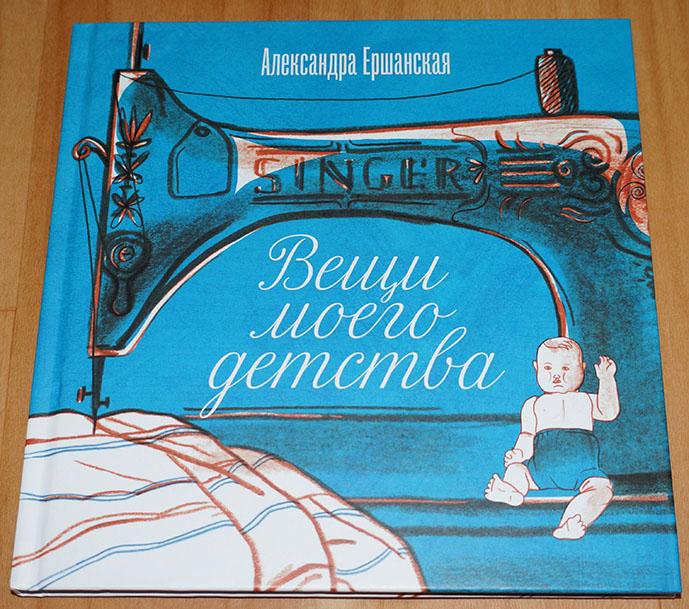 Александра Ершанская
SINGER
Вещи
моего
детства